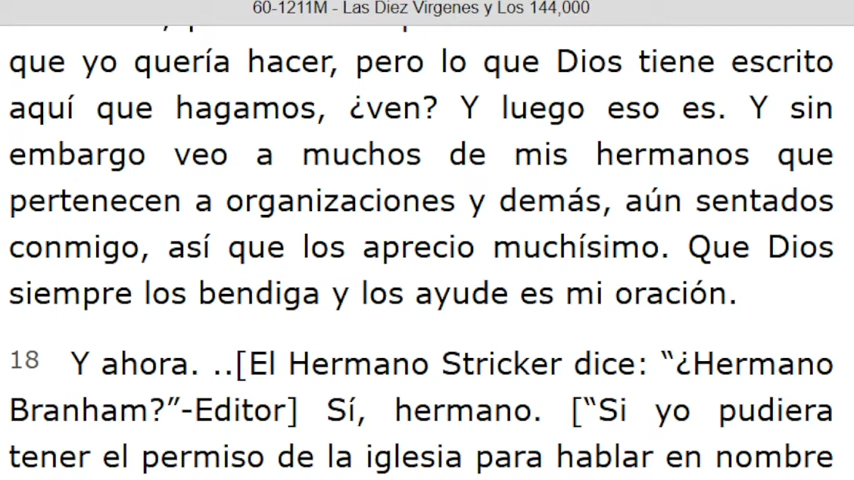 60-1211M - Las Diez Virgenes y Los 144,000
que yo quería hacer, pero lo que Dios tiene escrito
aquí que hagamos, ¿ven? Y luego eso es. Y sin
embargo veo a muchos de mis hermanos que
pertenecen a organizaciones y demás, aún sentados
conmigo, así que los aprecio muchísimo. Que Dios
siempre los bendiga y los ayude es mi oración.
18 Y ahora. ..[El Hermano Stricker dice: “¿Hermano
Branham?”-Editor] Sí, hermano. [“Si yo pudiera
tener el permiso de la iglesia para hablar en nombre